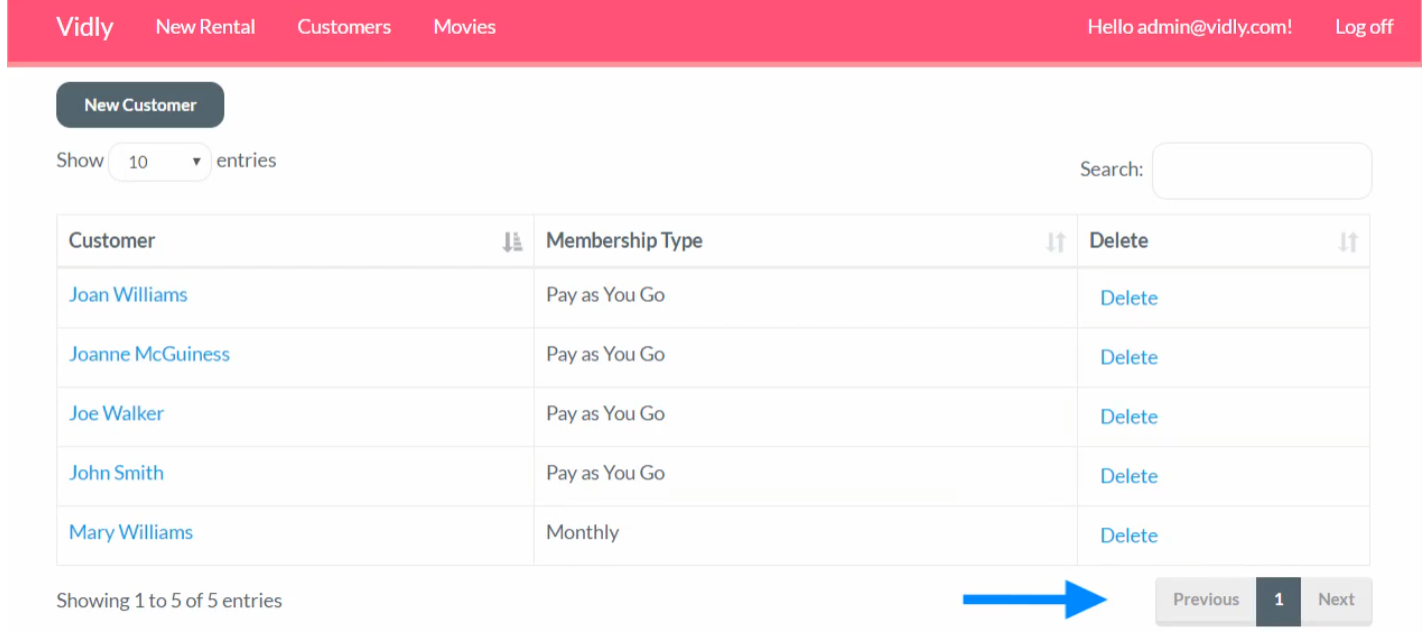 Vidly New Rental Customers Movies Hello admin@vidly.com! Log off
New Customer
Show 10 entries
Search:
Customer Membership Type Delete
Joan Williams Pay as You Go Delete
Joanne McGuiness Pay as You Go Delete
Joe Walker Pay as You Go Delete
John Smith Pay as You Go Delete
Mary Williams Monthly Delete
Showing 1 to 5 of 5 entries Previous 1 Next